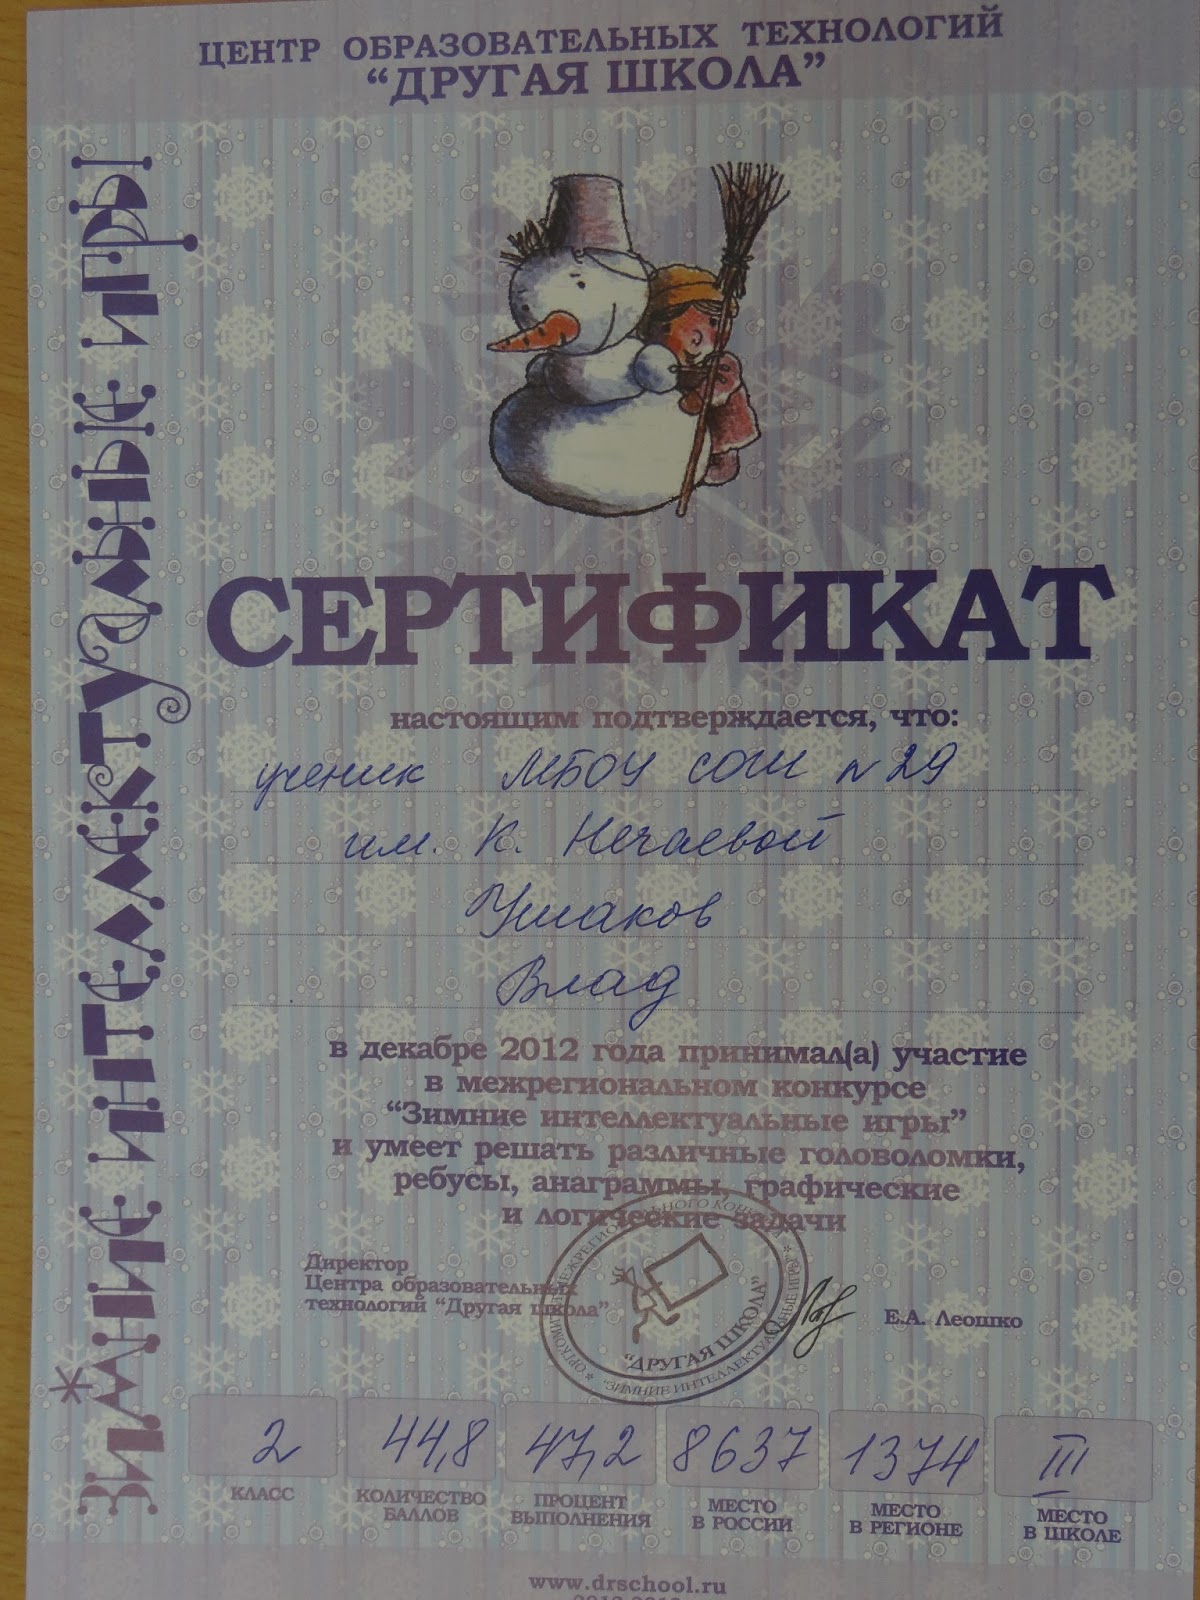 ЦЕНТР ОБРАЗОВАТЕЛЬНЫХ ТЕХНОЛОГИЙ
“ДРУГАЯ ШКОЛА”
Зимние интеллектуальные игры
СЕРТИФИКАТ
настоящим подтверждается, что:
ученик МБОУ СОШ №29
им. К. Нечаевой
Ушаков
Влад
в декабре 2012 года принимал(а) участие
в межрегиональном конкурсе
“Зимние интеллектуальные игры”
и умеет решать различные головоломки,
ребусы, анаграммы, графические
и логические задачи
Директор
Центра образовательных
технологий “Другая школа”
Е.А. Леошко
“ДРУГАЯ ШКОЛА”
“ЗИМНИЕ ИНТЕЛЛЕКТУАЛЬНЫЕ ИГРЫ”
2 44,8 47,2 8637 1374 III
КЛАСС
КОЛИЧЕСТВО
БАЛЛОВ
ПРОЦЕНТ
ВЫПОЛНЕНИЯ
МЕСТО
В РОССИИ
МЕСТО
В РЕГИОНЕ
МЕСТО
В ШКОЛЕ
www.drschool.ru